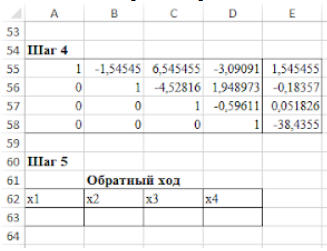 A B C D E
53
54 Шаг 4
55 1 -1,54545 6,545455 -3,09091 1,545455
56 0 1 -4,52816 1,948973 -0,18357
57 0 0 1 -0,59611 0,051826
58 0 0 0 1 -38,4355
59
60 Шаг 5
61 Обратный ход
62 x1 x2 x3 x4
63
64